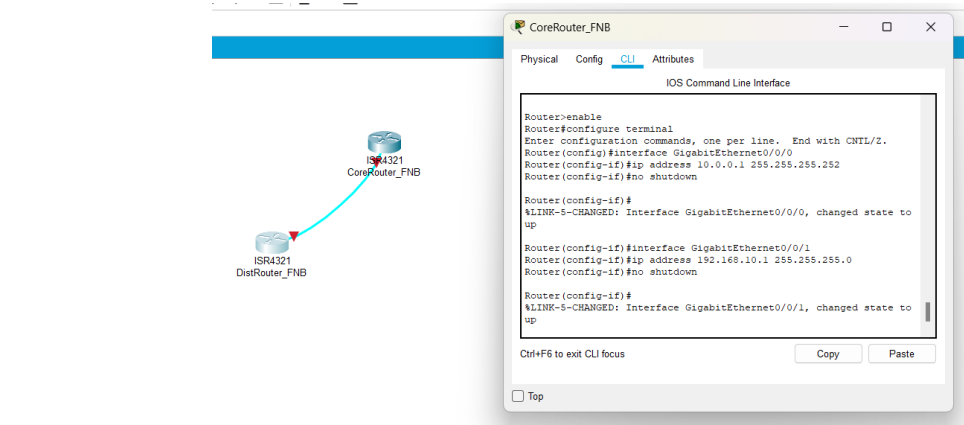 CoreRouter_FNB
Physical Config CLI Attributes
IOS Command Line Interface
Router>enable
Router#configure terminal
Enter configuration commands, one per line.  End with CNTL/Z.
Router(config)#interface GigabitEthernet0/0/0
Router(config-if)#ip address 10.0.0.1 255.255.255.252
Router(config-if)#no shutdown
Router(config-if)#
%LINK-5-CHANGED: Interface GigabitEthernet0/0/0, changed state to
up
Router(config-if)#interface GigabitEthernet0/0/1
Router(config-if)#ip address 192.168.10.1 255.255.255.0
Router(config-if)#no shutdown
Router(config-if)#
%LINK-5-CHANGED: Interface GigabitEthernet0/0/1, changed state to
up
Ctrl+F6 to exit CLI focus
Copy Paste
Top
ISR4321
CoreRouter_FNB
ISR4321
DistRouter_FNB